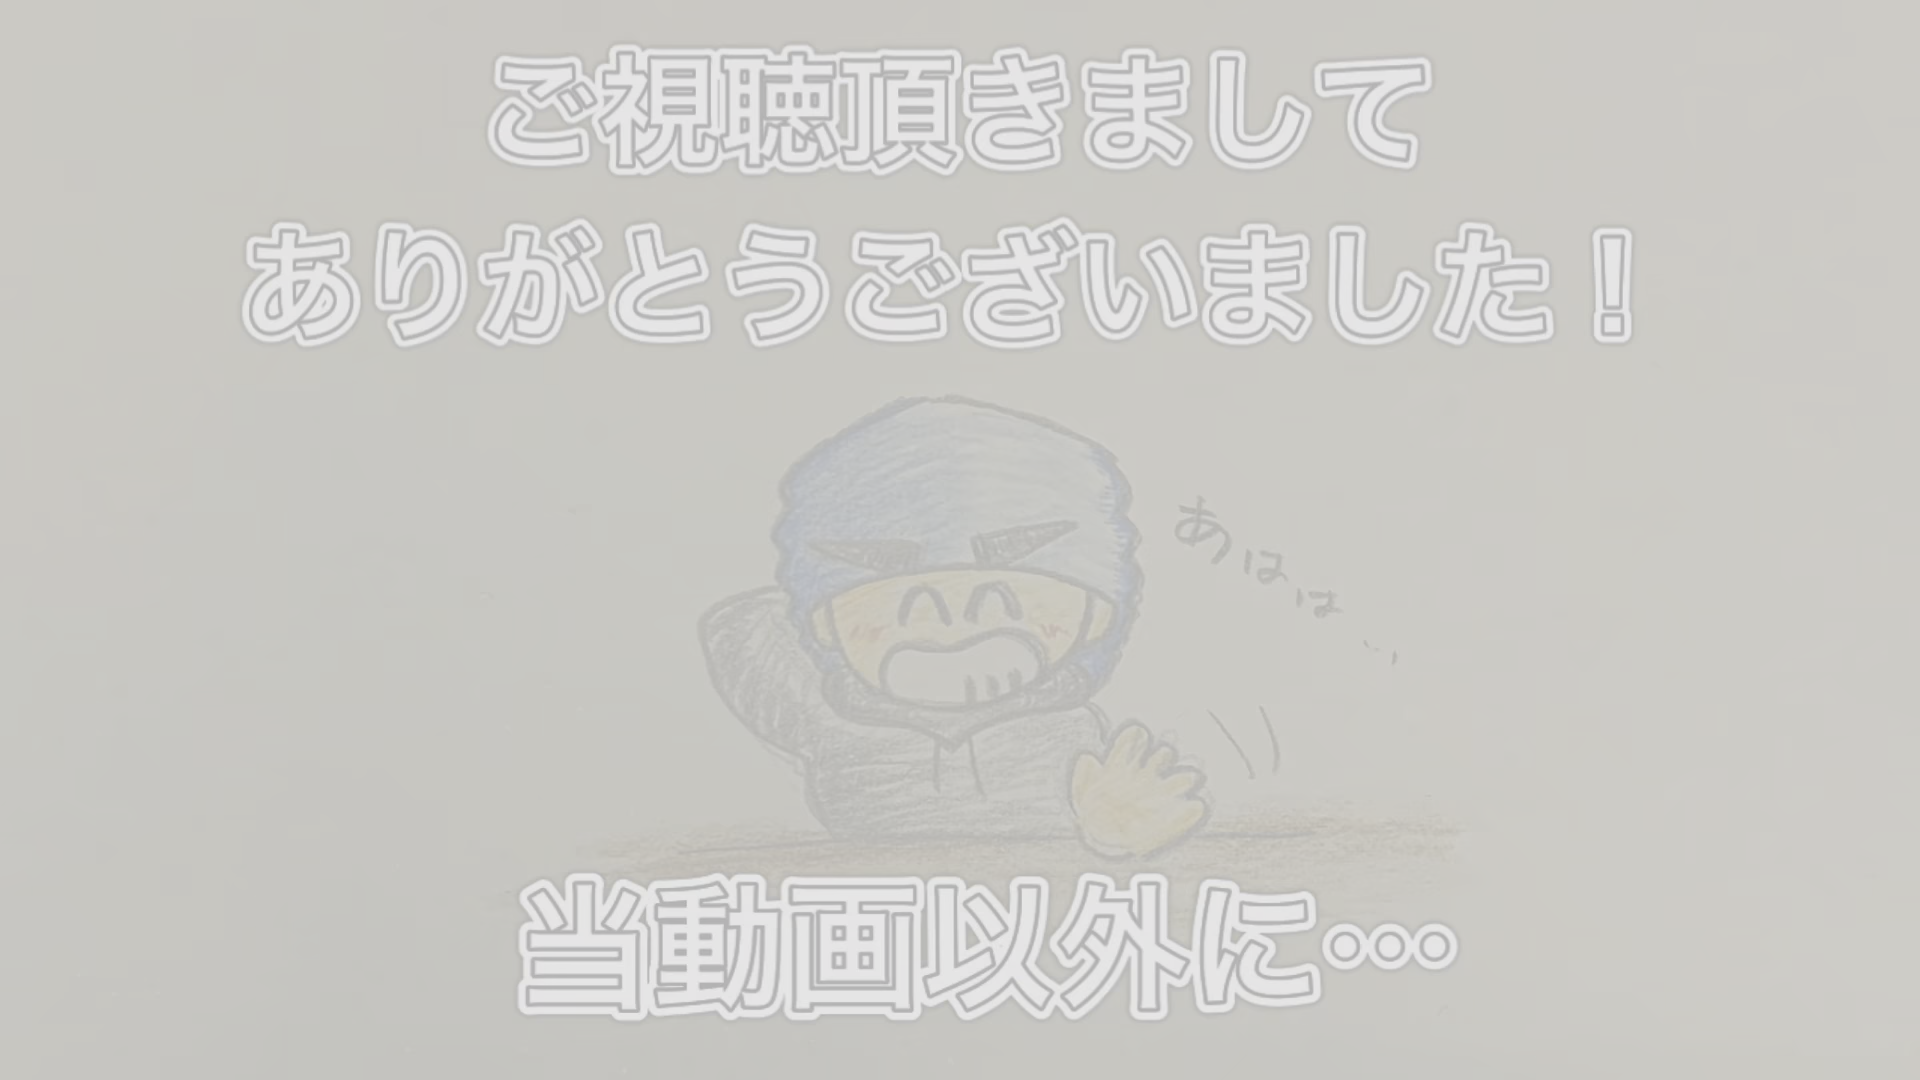 ご視聴頂きまして
ありがとうございました！
あはは…
当動画以外に…